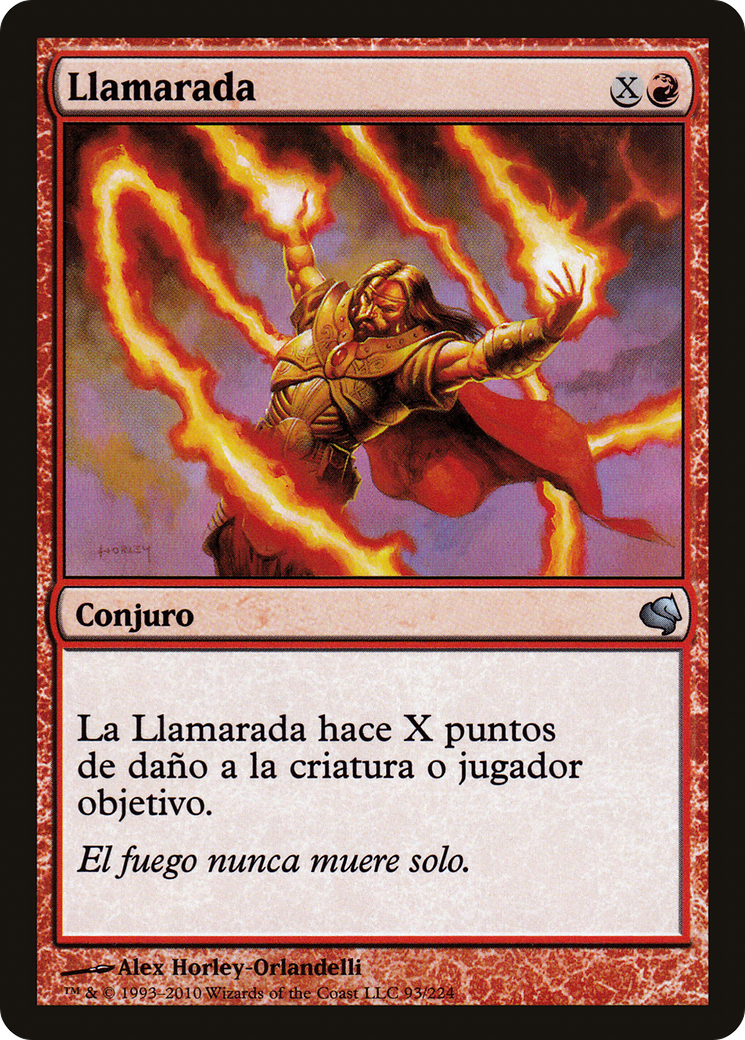 Llamarada X
HORLEY
Conjuro
La Llamarada hace X puntos
de daño a la criatura o jugador
objetivo.
El fuego nunca muere solo.
Alex Horley-Orlandelli
™ & © 1993–2010 Wizards of the Coast LLC 93/224